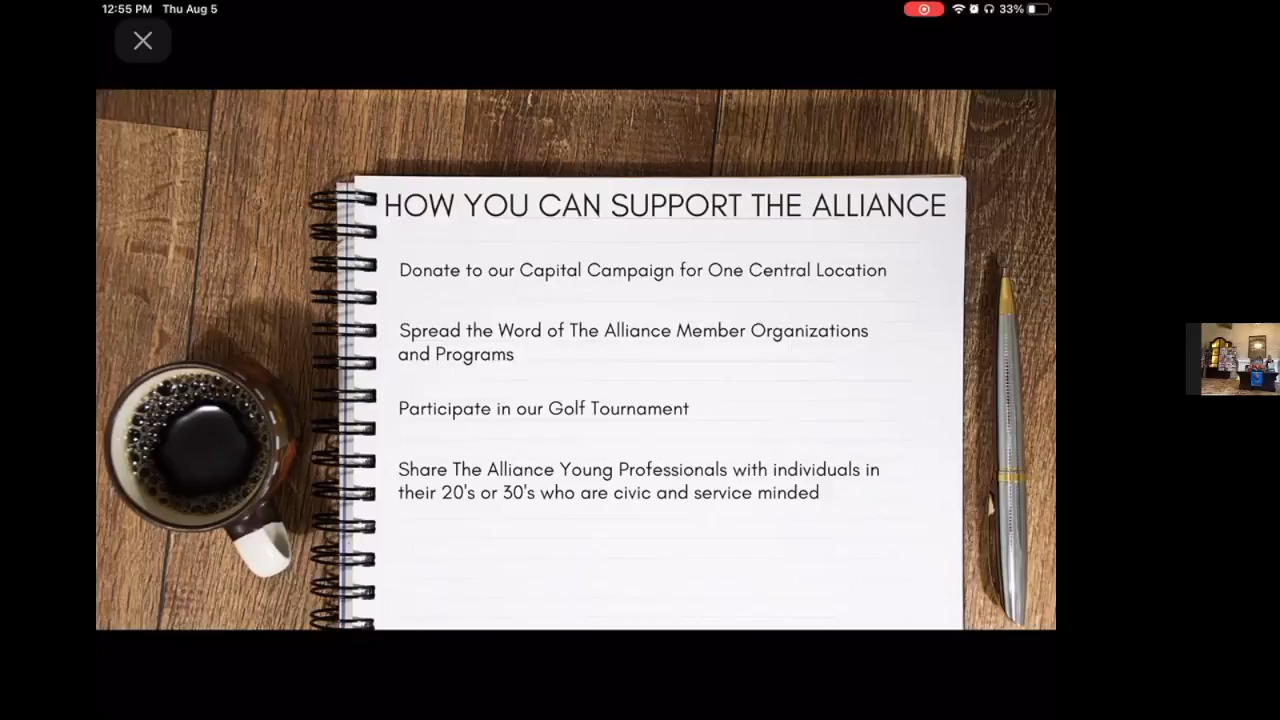 12:55 PM Thu Aug 5
33%
HOW YOU CAN SUPPORT THE ALLIANCE
Donate to our Capital Campaign for One Central Location
Spread the Word of The Alliance Member Organizations
and Programs
Participate in our Golf Tournament
Share The Alliance Young Professionals with individuals in
their 20's or 30's who are civic and service minded